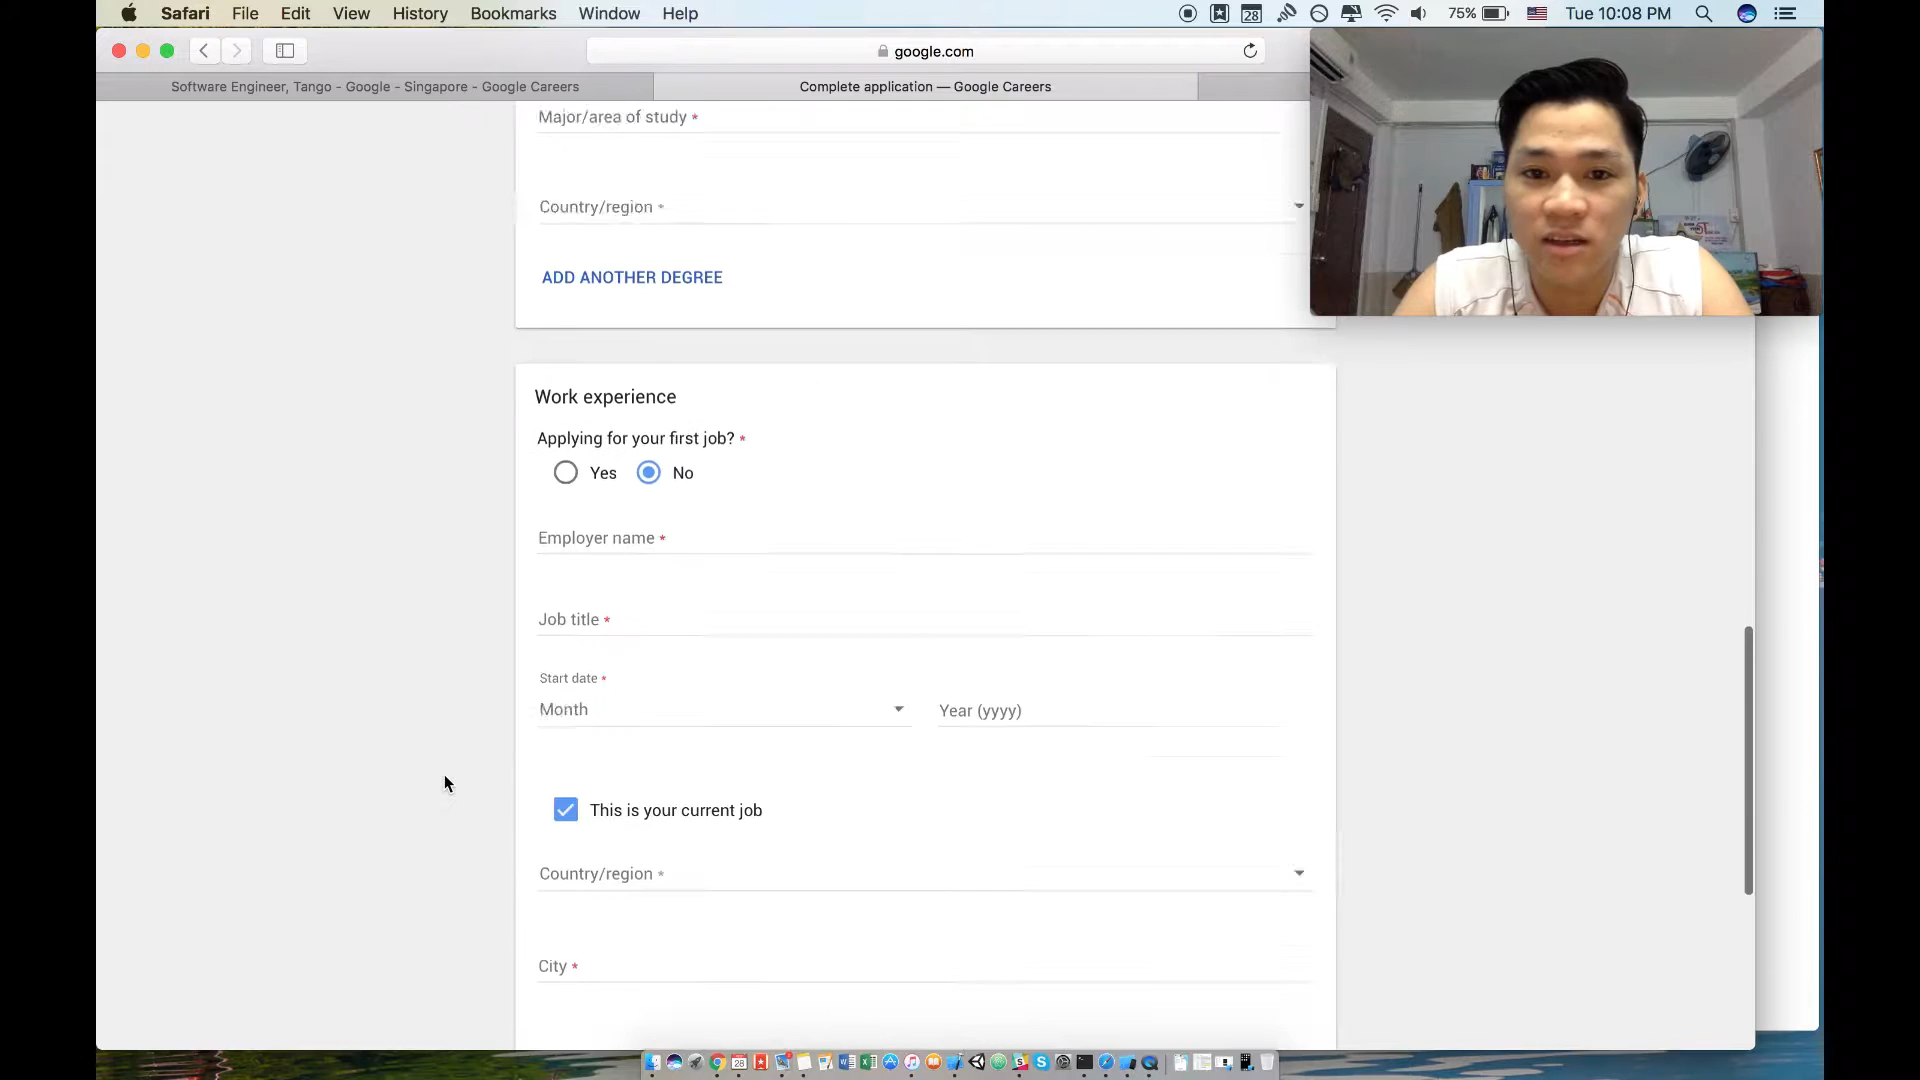 Safari File Edit View History Bookmarks Window Help 28 75% Tue 10:08 PM
google.com
Software Engineer, Tango - Google - Singapore - Google Careers
Complete application — Google Careers
Major/area of study *
Country/region *
ADD ANOTHER DEGREE
Work experience
Applying for your first job? *
Yes No
Employer name *
Job title *
Start date *
Month Year (yyyy)
This is your current job
Country/region *
City *